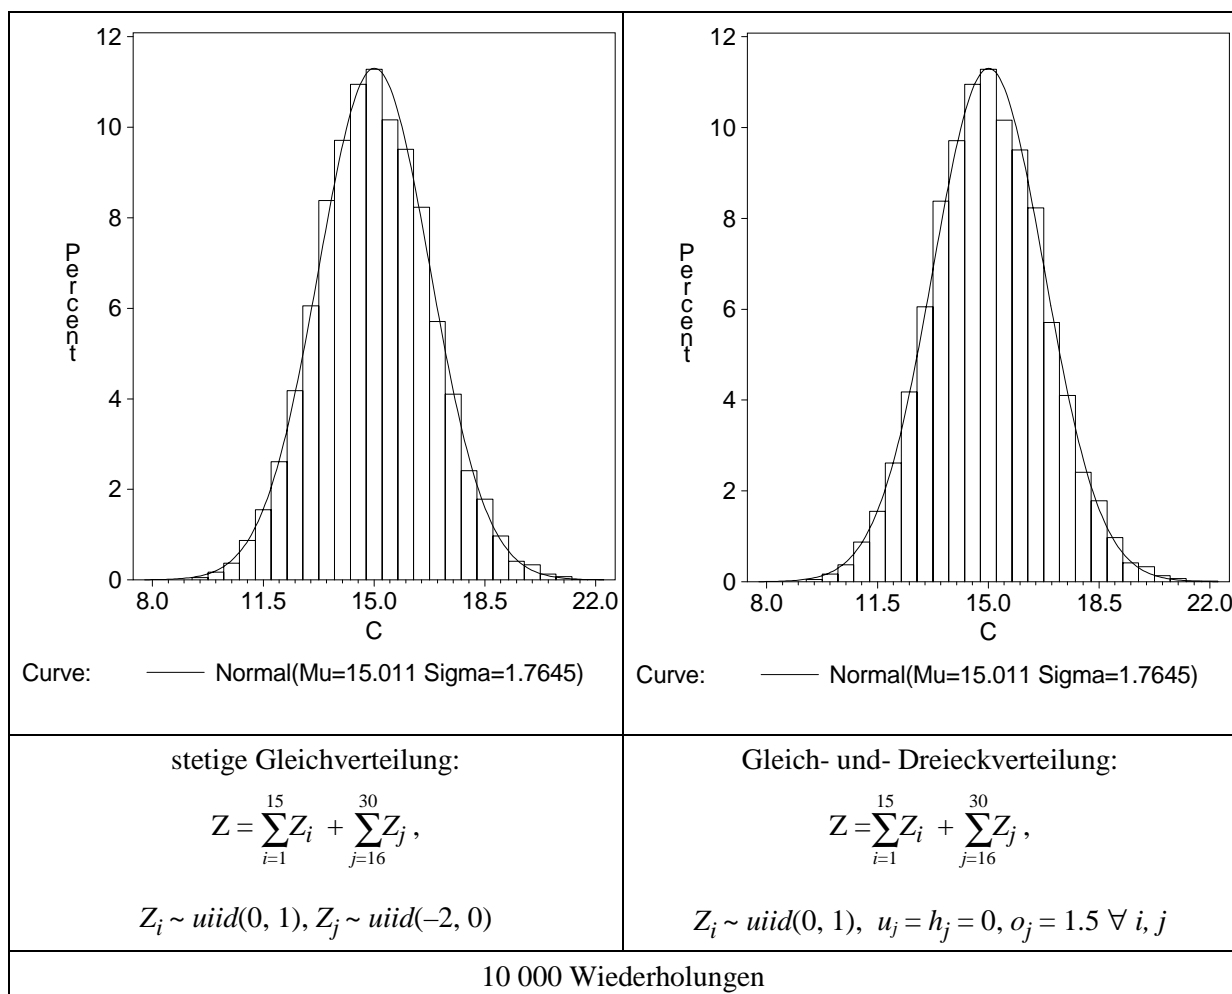 12
10
8
6
4
2
0
Percent
8.0 11.5 15.0 18.5 22.0
C
Curve: Normal(Mu=15.011 Sigma=1.7645)
12
10
8
6
4
2
0
Percent
8.0 11.5 15.0 18.5 22.0
C
Curve: Normal(Mu=15.011 Sigma=1.7645)
stetige Gleichverteilung:
Z = ∑_{i=1}^{15} Z_i + ∑_{j=16}^{30} Z_j ,
Z_i ~ uiid(0, 1), Z_j ~ uiid(–2, 0)
Gleich- und- Dreieckverteilung:
Z = ∑_{i=1}^{15} Z_i + ∑_{j=16}^{30} Z_j ,
Z_i ~ uiid(0, 1), u_j = h_j = 0, o_j = 1.5 ∀ i, j
10 000 Wiederholungen